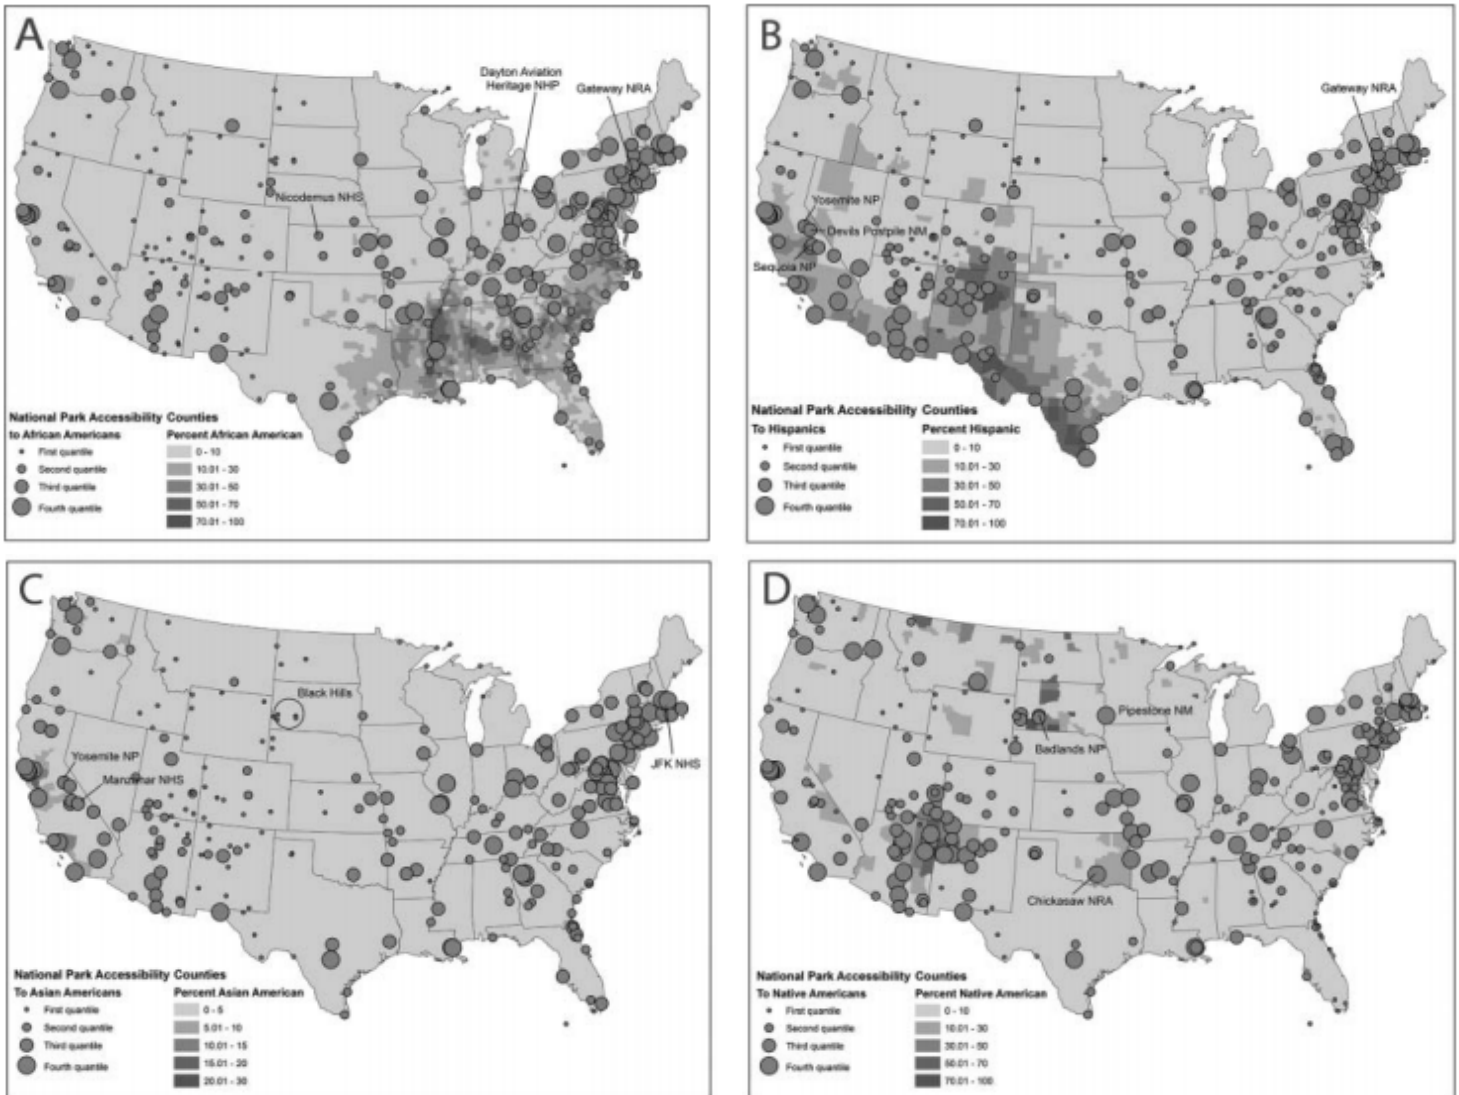 A
Dayton Aviation
Heritage NHP
Gateway NRA
Nicodemus NHS
National Park Accessibility Counties
to African Americans
Percent African American
First quantile
0 - 10
Second quantile
10.01 - 30
Third quantile
30.01 - 50
Fourth quantile
50.01 - 70
70.01 - 100
B
Gateway NRA
Yosemite NP
Devils Postpile NM
Sequoia NP
National Park Accessibility Counties
To Hispanics
Percent Hispanic
First quantile
0 - 10
Second quantile
10.01 - 30
Third quantile
30.01 - 50
Fourth quantile
50.01 - 70
70.01 - 100
C
Black Hills
Yosemite NP
Manzanar NHS
JFK NHS
National Park Accessibility Counties
To Asian Americans
Percent Asian American
First quantile
0 - 5
Second quantile
5.01 - 10
Third quantile
10.01 - 15
Fourth quantile
15.01 - 20
20.01 - 30
D
Pipestone NM
Badlands NP
Chickasaw NRA
National Park Accessibility Counties
To Native Americans
Percent Native American
First quantile
0 - 10
Second quantile
10.01 - 30
Third quantile
30.01 - 50
Fourth quantile
50.01 - 70
70.01 - 100